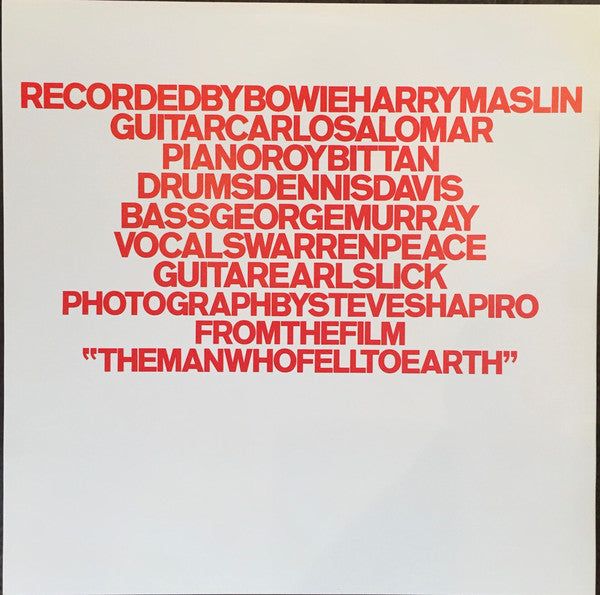 RECORDEDBYBOWIEHARRYMASLIN
GUITARCARLOSALOMAR
PIANOROYBITTAN
DRUMSDENNISDAVIS
BASSGEORGEMURRAY
VOCALSWARRENPEACE
GUITAREARLSLICK
PHOTOGRAPHBYSTEVESHAPIRO
FROMTHEFILM
“THEMANWHOFELLTOEARTH”